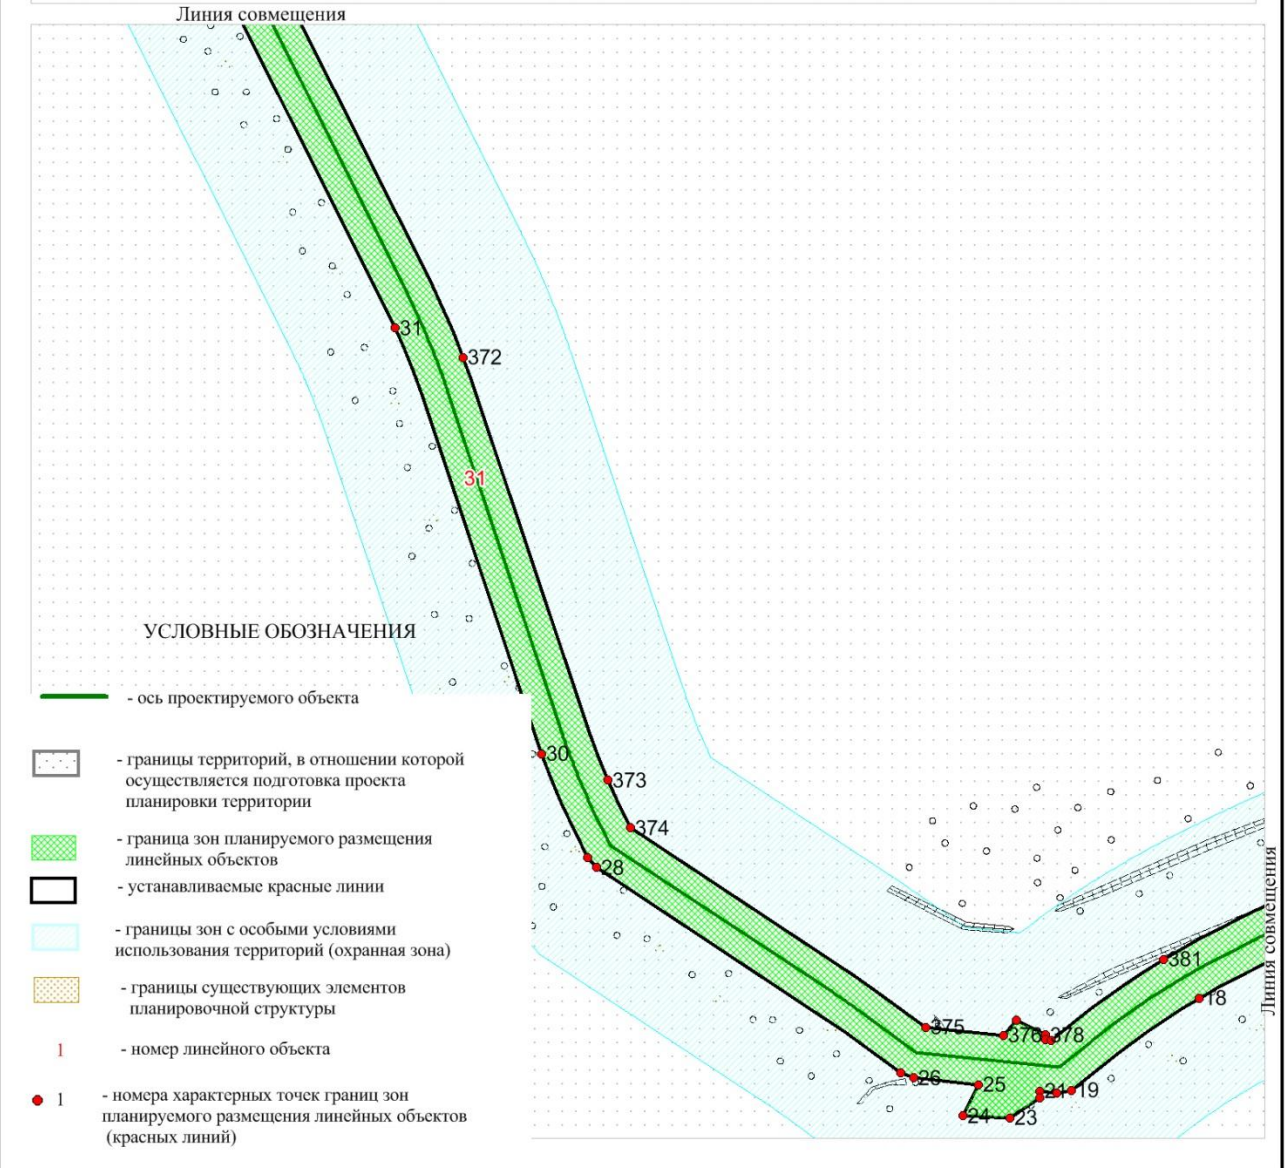 Линия совмещения
31
372
31
УСЛОВНЫЕ ОБОЗНАЧЕНИЯ
- ось проектируемого объекта
- границы территорий, в отношении которой
осуществляется подготовка проекта
планировки территории
- граница зон планируемого размещения
линейных объектов
- устанавливаемые красные линии
- границы зон с особыми условиями
использования территорий (охранная зона)
- границы существующих элементов
планировочной структуры
1 - номер линейного объекта
1 - номера характерных точек границ зон
планируемого размещения линейных объектов
(красных линий)
30
373
374
28
381
18
375
376
378
26
25
21
19
24
23
Линия совмещения